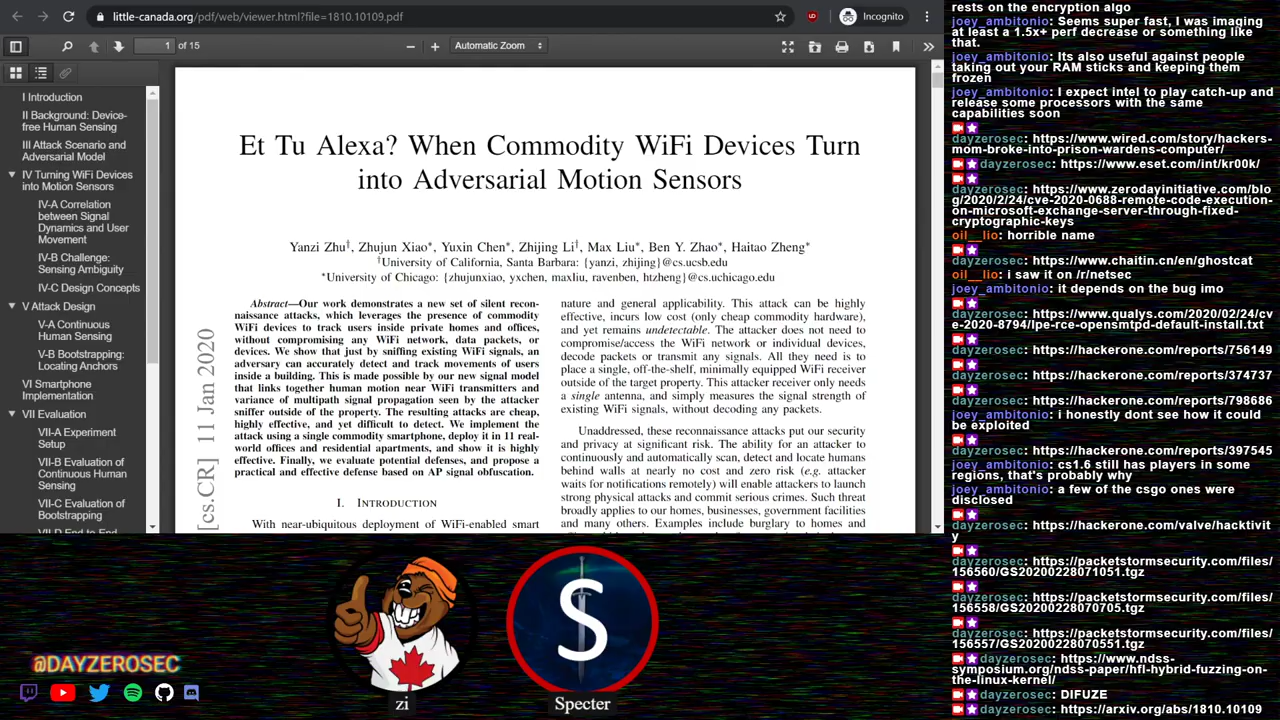 little-canada.org/pdf/web/viewer.html?file=1810.10109.pdf
Incognito
1
of 15
Automatic Zoom
I Introduction
II Background: Device-
free Human Sensing
III Attack Scenario and
Adversarial Model
IV Turning WiFi Devices
into Motion Sensors
IV-A Correlation
between Signal
Dynamics and User
Movement
IV-B Challenge:
Sensing Ambiguity
IV-C Design Concepts
V Attack Design
V-A Continuous
Human Sensing
V-B Bootstrapping:
Locating Anchors
VI Smartphone
Implementation
VII Evaluation
VII-A Experiment
Setup
VII-B Evaluation of
Continuous Human
Sensing
VII-C Evaluation of
Bootstrapping
VII-D End-to-End
[cs.CR] 11 Jan 2020
Et Tu Alexa? When Commodity WiFi Devices Turn
into Adversarial Motion Sensors
Yanzi Zhu†, Zhujun Xiao*, Yuxin Chen*, Zhijing Li†, Max Liu*, Ben Y. Zhao*, Haitao Zheng*
†University of California, Santa Barbara: {yanzi, zhijing}@cs.ucsb.edu
*University of Chicago: {zhujunxiao, yxchen, maxliu, ravenben, htzheng}@cs.uchicago.edu
Abstract—Our work demonstrates a new set of silent recon-
naissance attacks, which leverages the presence of commodity
WiFi devices to track users inside private homes and offices,
without compromising any WiFi network, data packets, or
devices. We show that just by sniffing existing WiFi signals, an
adversary can accurately detect and track movements of users
inside a building. This is made possible by our new signal model
that links together human motion near WiFi transmitters and
variance of multipath signal propagation seen by the attacker
sniffer outside of the property. The resulting attacks are cheap,
highly effective, and yet difficult to detect. We implement the
attack using a single commodity smartphone, deploy it in 11 real-
world offices and residential apartments, and show it is highly
effective. Finally, we evaluate potential defenses, and propose a
practical and effective defense based on AP signal obfuscation.
I. INTRODUCTION
With near-ubiquitous deployment of WiFi-enabled smart
nature and general applicability. This attack can be highly
effective, incurs low cost (only cheap commodity hardware),
and yet remains undetectable. The attacker does not need to
compromise/access the WiFi network or individual devices,
decode packets or transmit any signals. All they need is to
place a single, off-the-shelf, minimally equipped WiFi receiver
outside of the target property. This attacker receiver only needs
a single antenna, and simply measures the signal strength of
existing WiFi signals, without decoding any packets.
Unaddressed, these reconnaissance attacks put our security
and privacy at significant risk. The ability for an attacker to
continuously and automatically scan, detect and locate humans
behind walls at nearly no cost and zero risk (e.g. attacker
waits for notifications remotely) will enable attackers to launch
strong physical attacks and commit serious crimes. Such threat
broadly applies to our homes, businesses, government facilities
and many others. Examples include burglary to homes and
rests on the encryption algo
joey_ambitonio: Seems super fast, I was imaging
at least a 1.5x+ perf decrease or something like
that.
joey_ambitonio: Its also useful against people
taking out your RAM sticks and keeping them
frozen
joey_ambitonio: I expect intel to play catch-up and
release some processors with the same
capabilities soon
dayzerosec: https://www.wired.com/story/hackers-
mom-broke-into-prison-wardens-computer/
dayzerosec: https://www.eset.com/int/kr00k/
dayzerosec: https://www.zerodayinitiative.com/blo
g/2020/2/24/cve-2020-0688-remote-code-execution-
on-microsoft-exchange-server-through-fixed-
cryptographic-keys
oil__lio: horrible name
dayzerosec: https://www.chaitin.cn/en/ghostcat
oil__lio: i saw it on /r/netsec
joey_ambitonio: it depends on the bug imo
dayzerosec: https://www.qualys.com/2020/02/24/cv
e-2020-8794/lpe-rce-opensmtpd-default-install.txt
dayzerosec: https://hackerone.com/reports/756149
dayzerosec: https://hackerone.com/reports/374737
dayzerosec: https://hackerone.com/reports/798686
joey_ambitonio: i honestly dont see how it could
be exploited
dayzerosec: https://hackerone.com/reports/397545
joey_ambitonio: cs1.6 still has players in some
regions, that's probably why
joey_ambitonio: a few of the csgo ones were
disclosed
dayzerosec: https://hackerone.com/valve/hacktivit
y
dayzerosec: https://packetstormsecurity.com/files/
156560/GS20200228071051.tgz
dayzerosec: https://packetstormsecurity.com/files/
156558/GS20200228070705.tgz
dayzerosec: https://packetstormsecurity.com/files/
156557/GS20200227070551.tgz
dayzerosec: https://www.ndss-
symposium.org/ndss-paper/hfl-hybrid-fuzzing-on-
the-linux-kernel/
dayzerosec: DIFUZE
dayzerosec: https://arxiv.org/abs/1810.10109
@DAYZEROSEC
S
zi
Specter